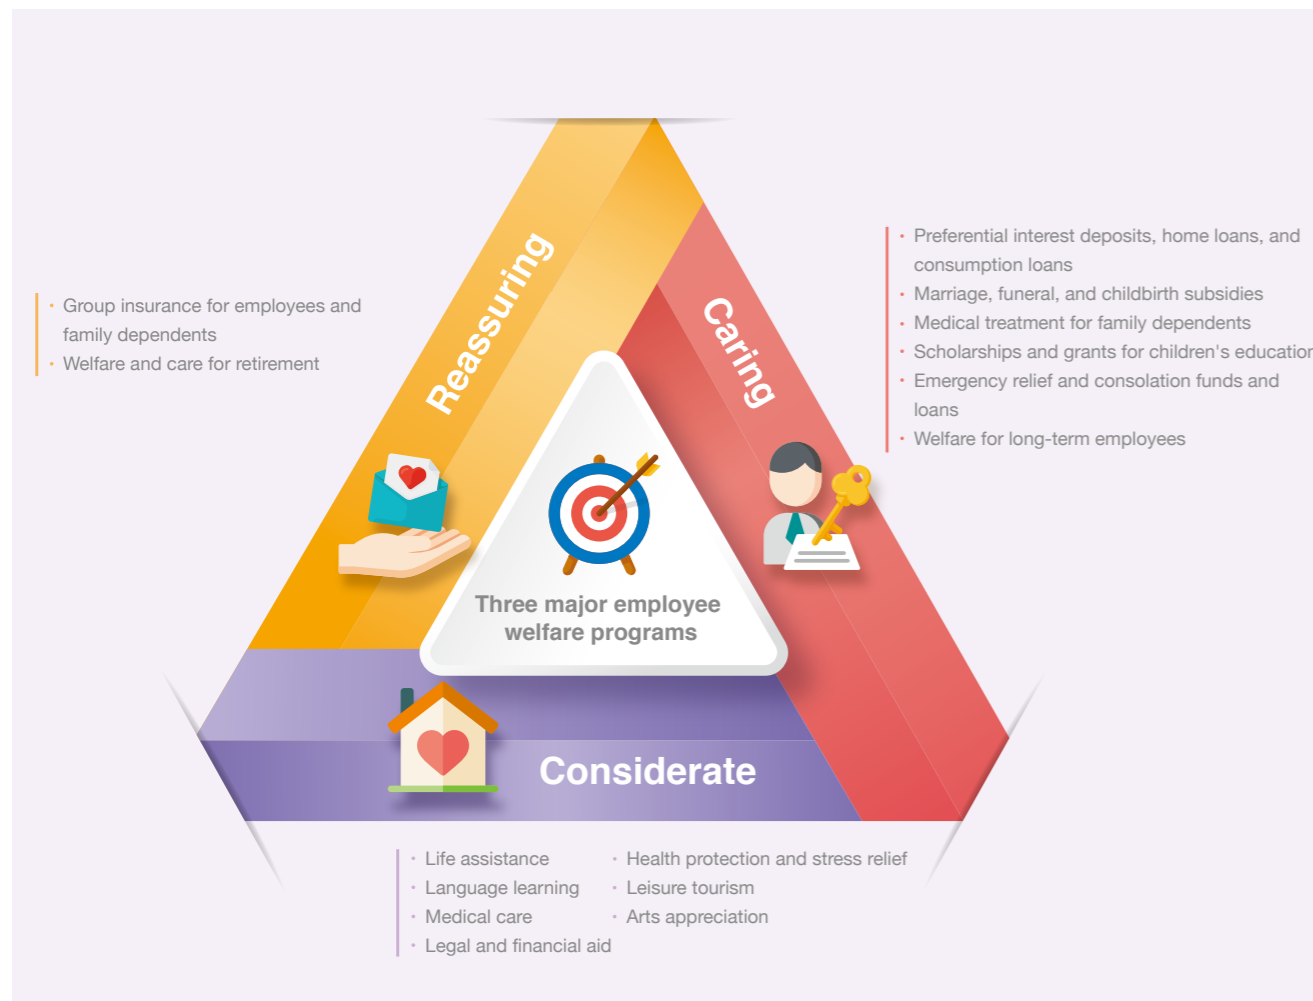 Reassuring
· Group insurance for employees and
family dependents
· Welfare and care for retirement
Caring
· Preferential interest deposits, home loans, and
consumption loans
· Marriage, funeral, and childbirth subsidies
· Medical treatment for family dependents
· Scholarships and grants for children's education
· Emergency relief and consolation funds and
loans
· Welfare for long-term employees
Three major employee
welfare programs
Considerate
· Life assistance
· Language learning
· Medical care
· Legal and financial aid
· Health protection and stress relief
· Leisure tourism
· Arts appreciation